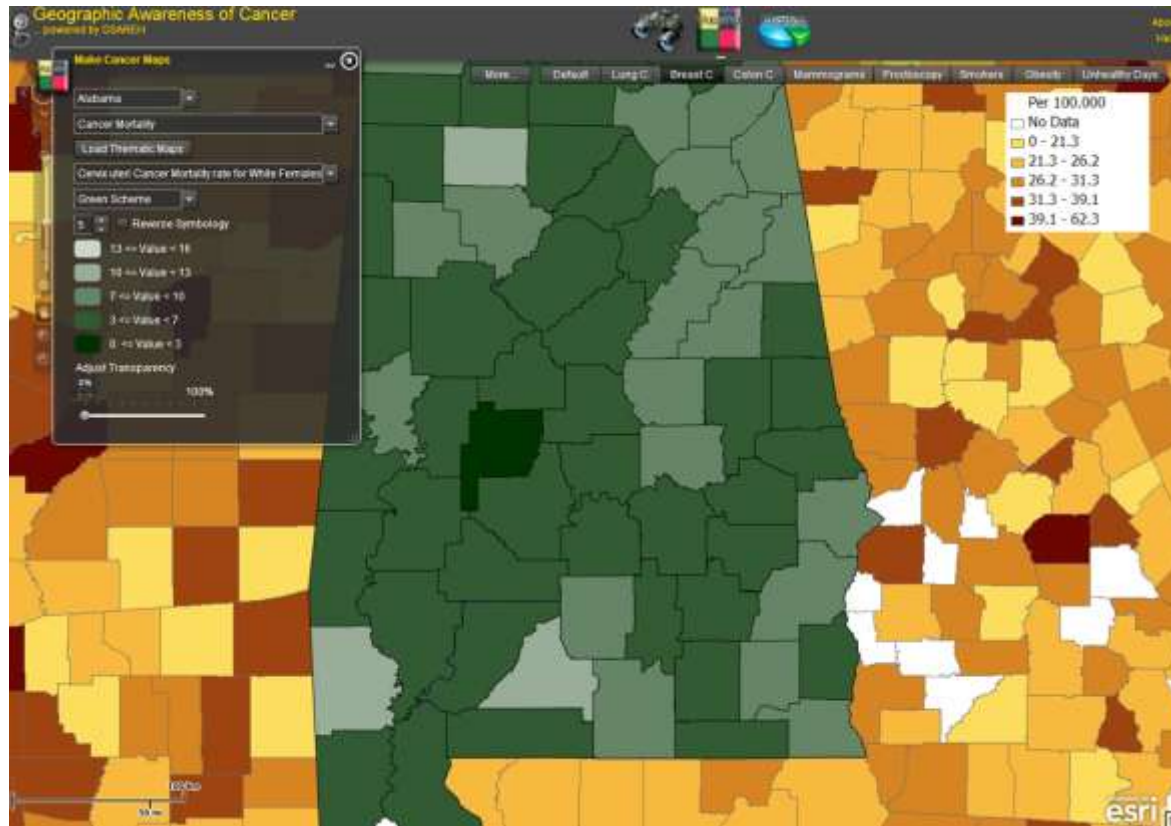 Geographic Awareness of Cancer
powered by
Make Cancer Maps
More...
Default
Lung C
Breast C
Colon C
Mammograms
Proctoscopy
Smokers
Obesity
Unhealthy Days
Alabama
Cancer Mortality
Load Thematic Maps
Cervix uteri Cancer Mortality rate for White Females
Green Scheme
5
Reverse Symbology
13 <= Value < 16
10 <= Value < 13
7 <= Value < 10
3 <= Value < 7
0 <= Value < 3
Adjust Transparency
0%
100%
Per 100,000
No Data
0 - 21.3
21.3 - 26.2
26.2 - 31.3
31.3 - 39.1
39.1 - 62.3
100 km
50 mi
esri